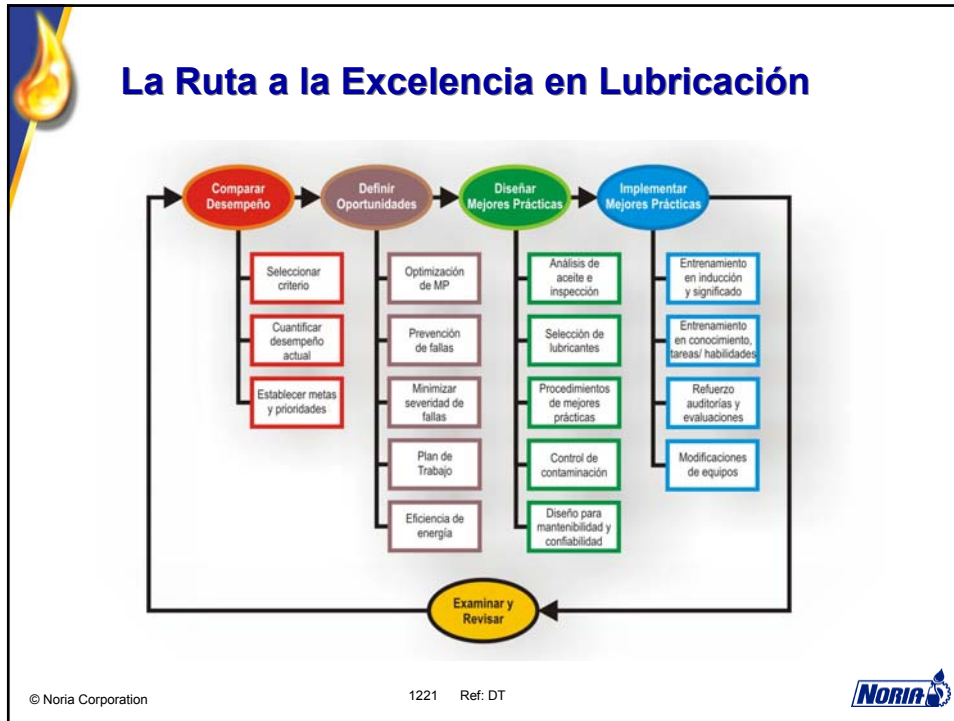 La Ruta a la Excelencia en Lubricación
Comparar
Desempeño
Definir
Oportunidades
Diseñar
Mejores Prácticas
Implementar
Mejores Prácticas
Seleccionar
criterio
Cuantificar
desempeño
actual
Establecer metas
y prioridades
Optimización
de MP
Prevención
de fallas
Minimizar
severidad de
fallas
Plan de
Trabajo
Eficiencia de
energía
Análisis de
aceite e
inspección
Selección de
lubricantes
Procedimientos
de mejores
prácticas
Control de
contaminación
Diseño para
mantenibilidad y
confiabilidad
Entrenamiento
en inducción
y significado
Entrenamiento
en conocimiento,
tareas/ habilidades
Refuerzo
auditorías y
evaluaciones
Modificaciones
de equipos
Examinar y
Revisar
© Noria Corporation
1221 Ref: DT
NORIA